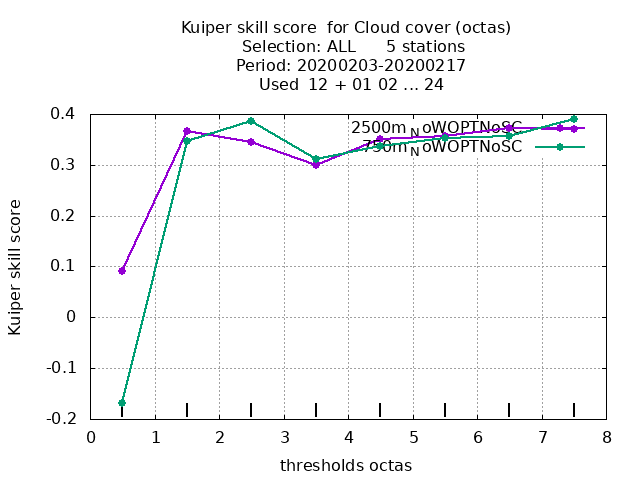 Kuiper skill score  for Cloud cover (octas)
Selection: ALL      5 stations
Period: 20200203-20200217
Used  12 + 01 02 ... 24
2500mNoWOPTNoSC
750mNoWOPTNoSC
Kuiper skill score
0.4
0.3
0.2
0.1
0
-0.1
-0.2
0 1 2 3 4 5 6 7 8
thresholds octas